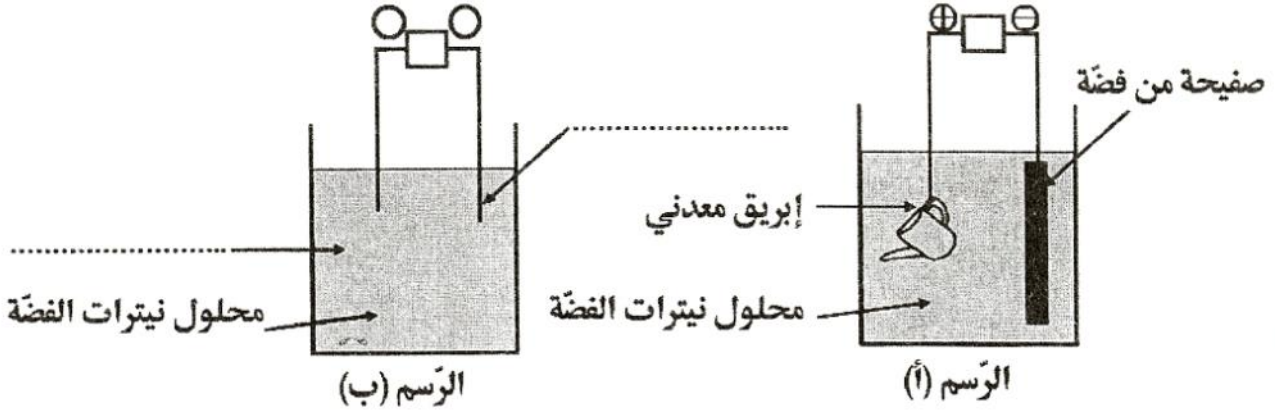 صفيحة من فضّة
إبريق معدني
محلول نيترات الفضّة
الرّسم (أ)
محلول نيترات الفضّة
الرّسم (ب)